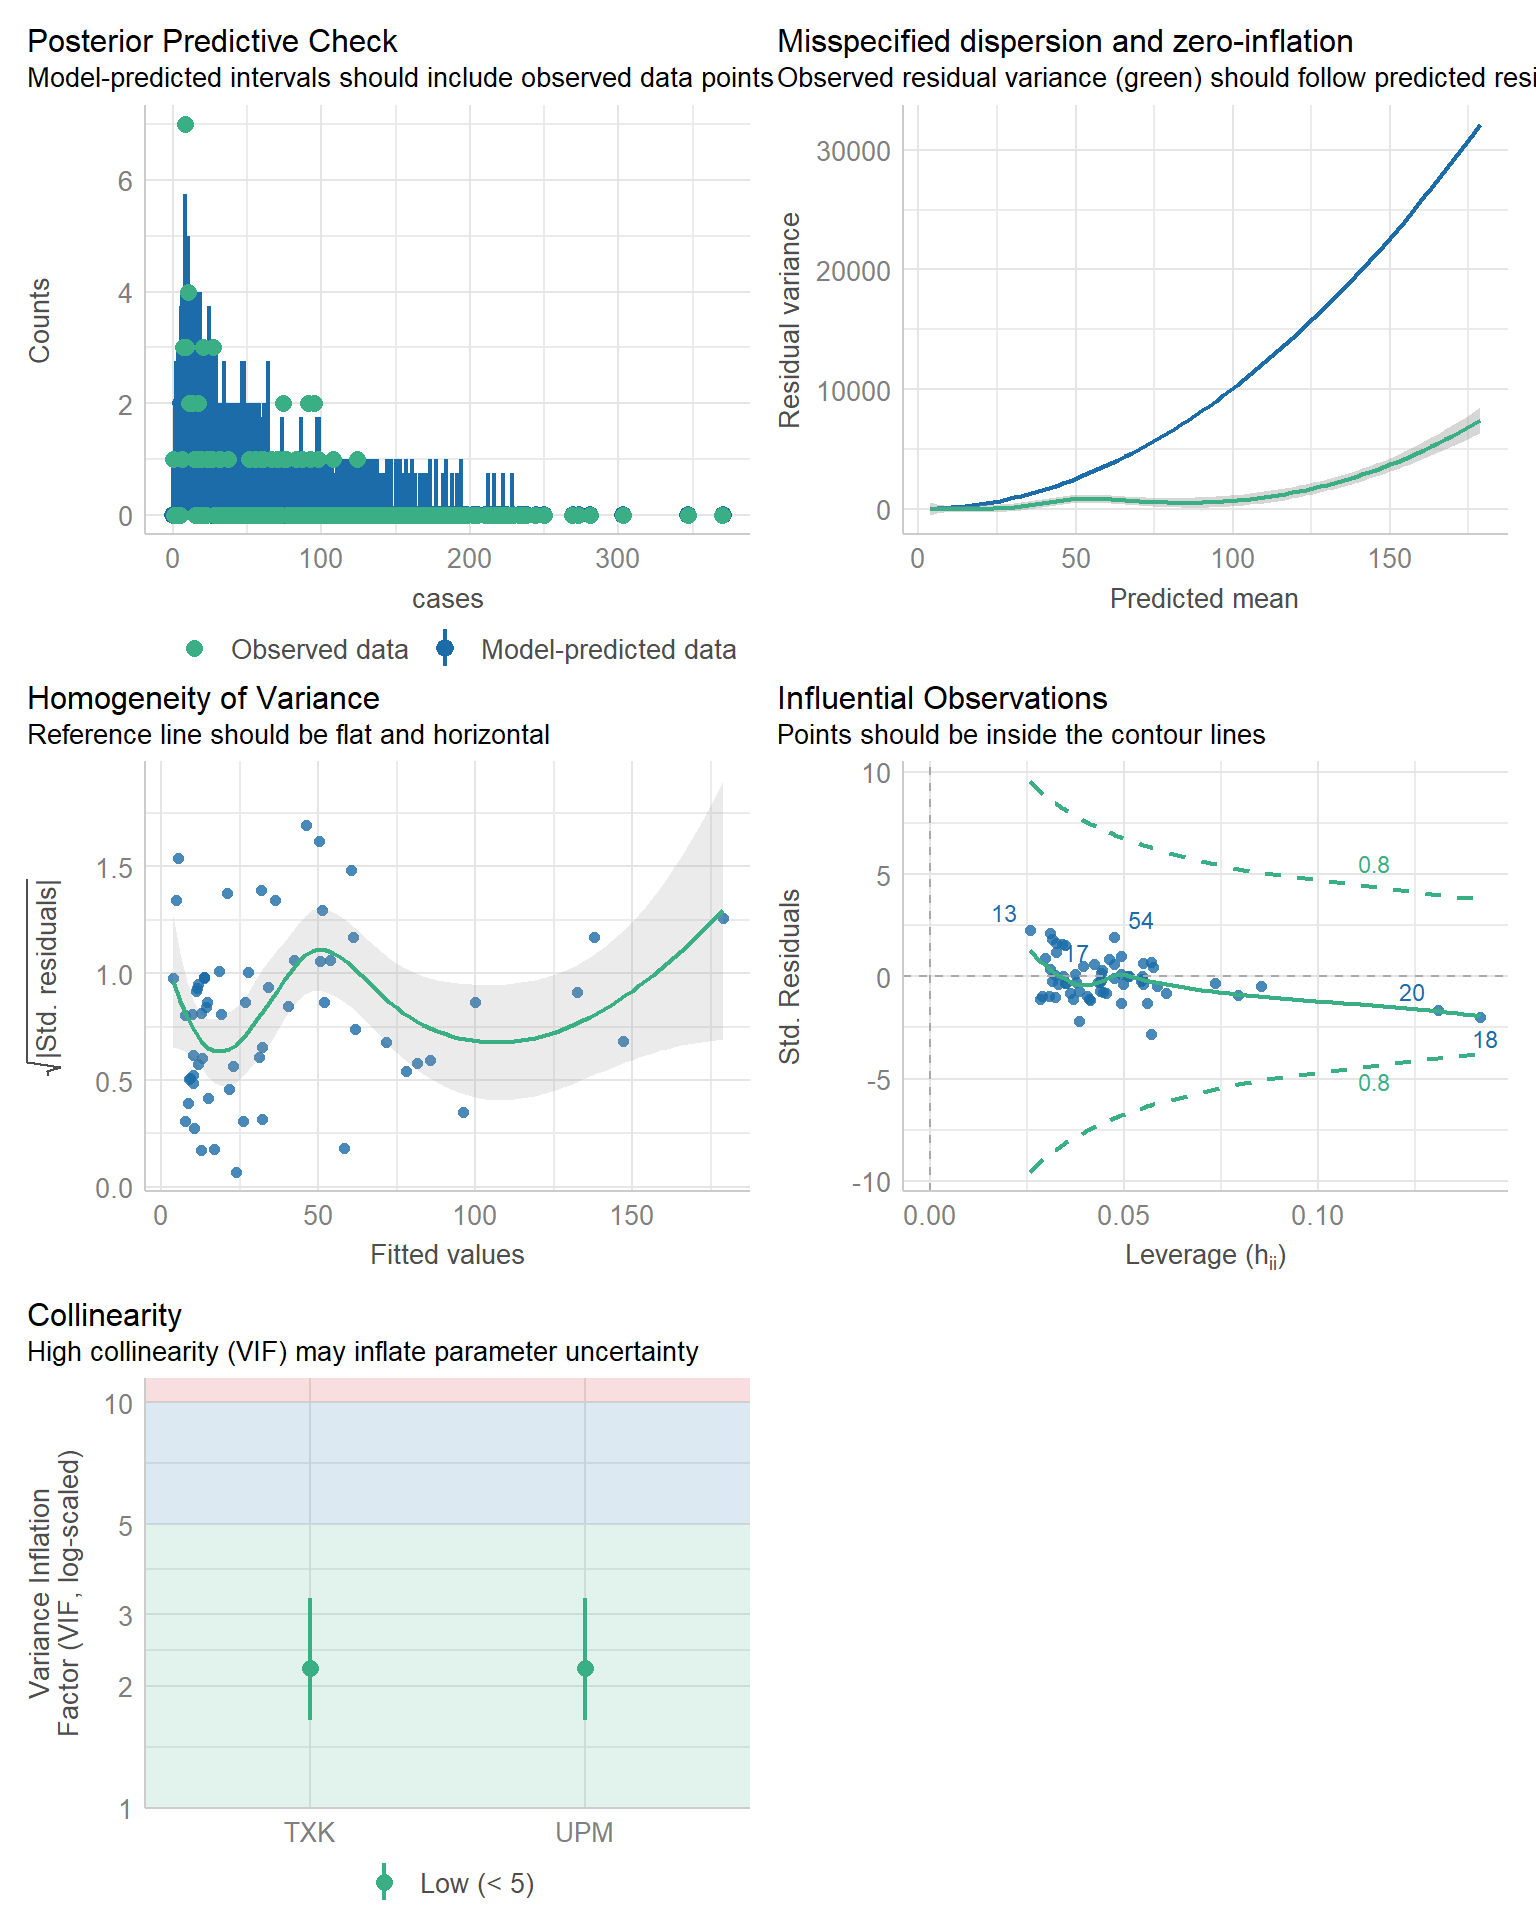 Posterior Predictive Check
Model-predicted intervals should include observed data points
Counts
6
4
2
0
0 100 200 300
cases
Observed data Model-predicted data
Misspecified dispersion and zero-inflation
Observed residual variance (green) should follow predicted resi
Residual variance
30000
20000
10000
0
0 50 100 150
Predicted mean
Homogeneity of Variance
Reference line should be flat and horizontal
√|Std. residuals|
1.5
1.0
0.5
0.0
0 50 100 150
Fitted values
Influential Observations
Points should be inside the contour lines
Std. Residuals
10
5
0
-5
-10
0.8
13
54
17
20
18
0.8
0.00 0.05 0.10
Leverage (hii)
Collinearity
High collinearity (VIF) may inflate parameter uncertainty
Variance Inflation
Factor (VIF, log-scaled)
10
5
3
2
1
TXK UPM
Low (< 5)